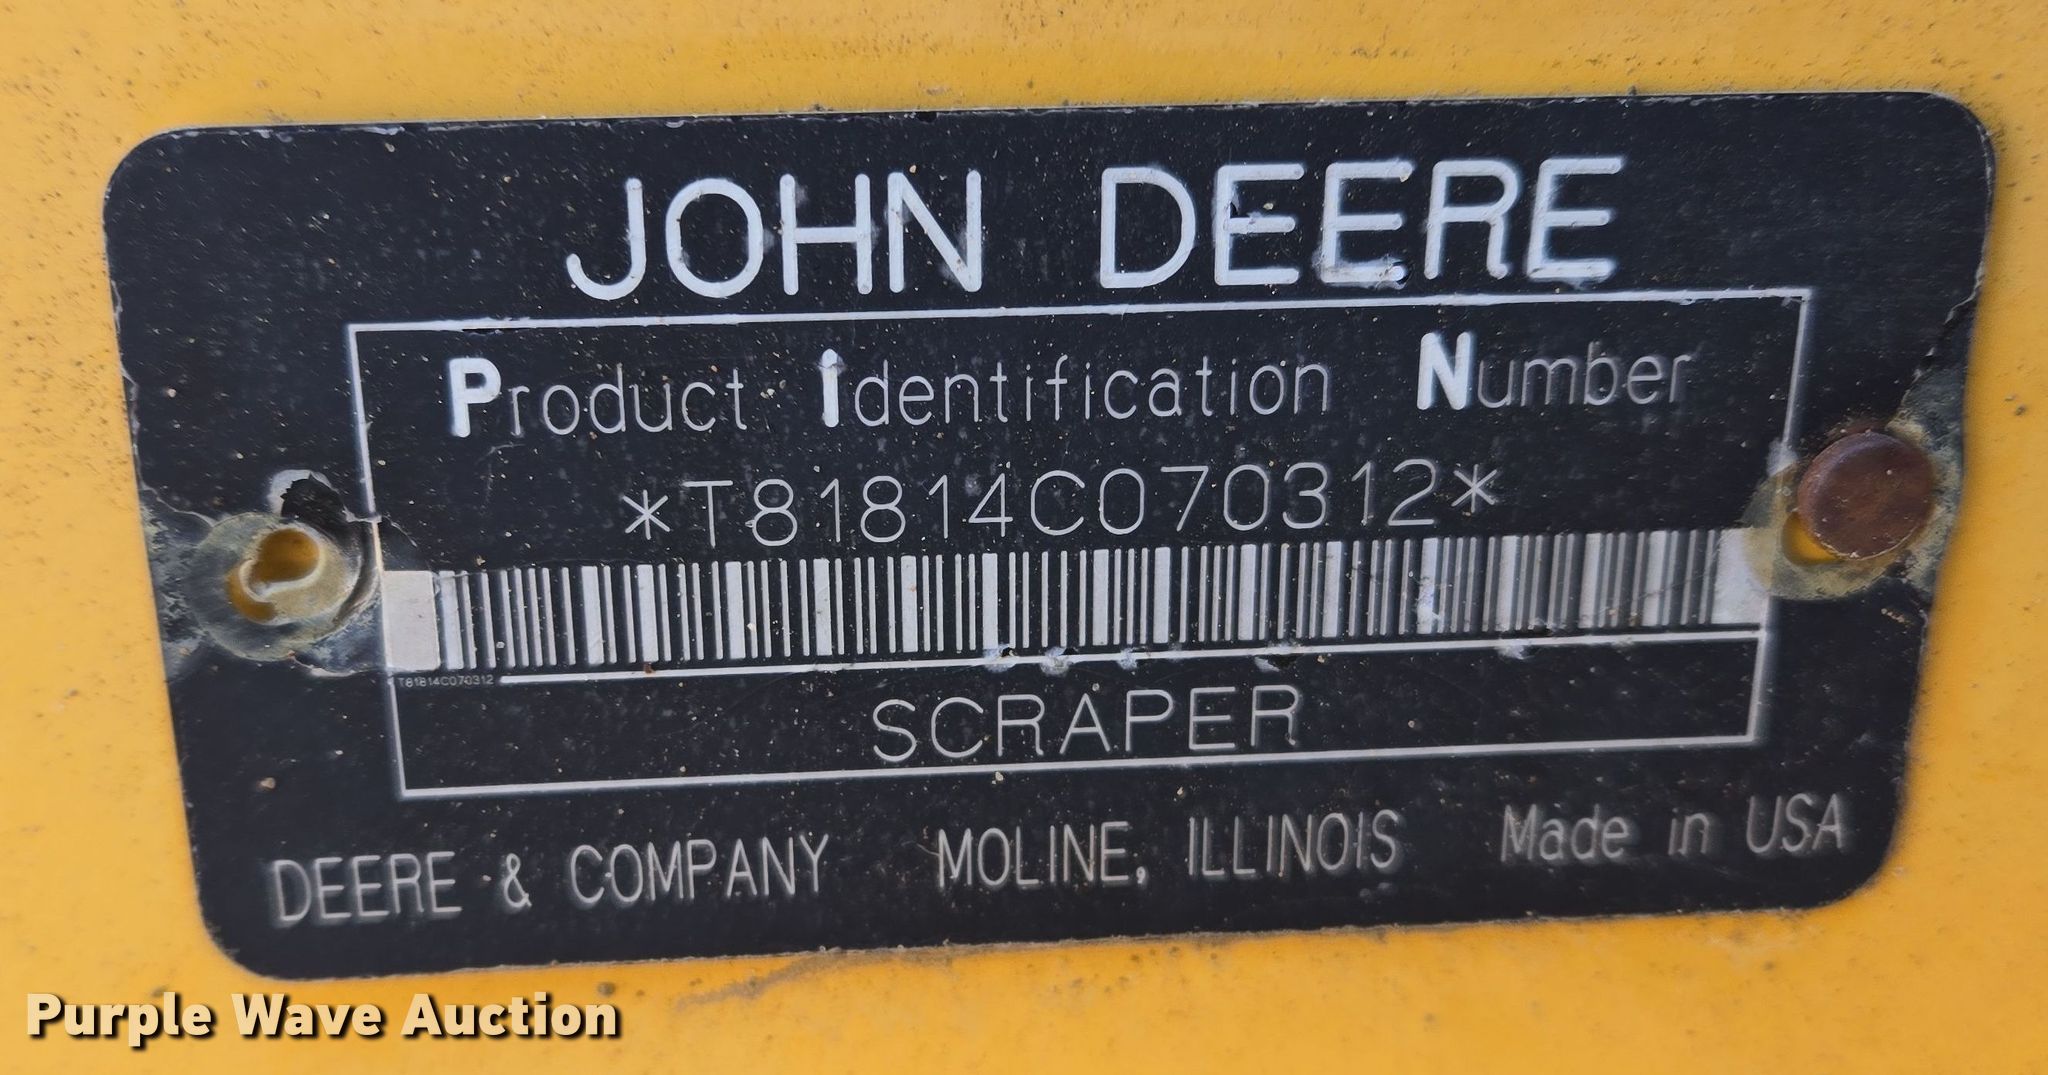 JOHN DEERE
Product Identification Number
*T81814C070312*
T81814C070312
SCRAPER
DEERE & COMPANY MOLINE, ILLINOIS Made in USA
Purple Wave Auction